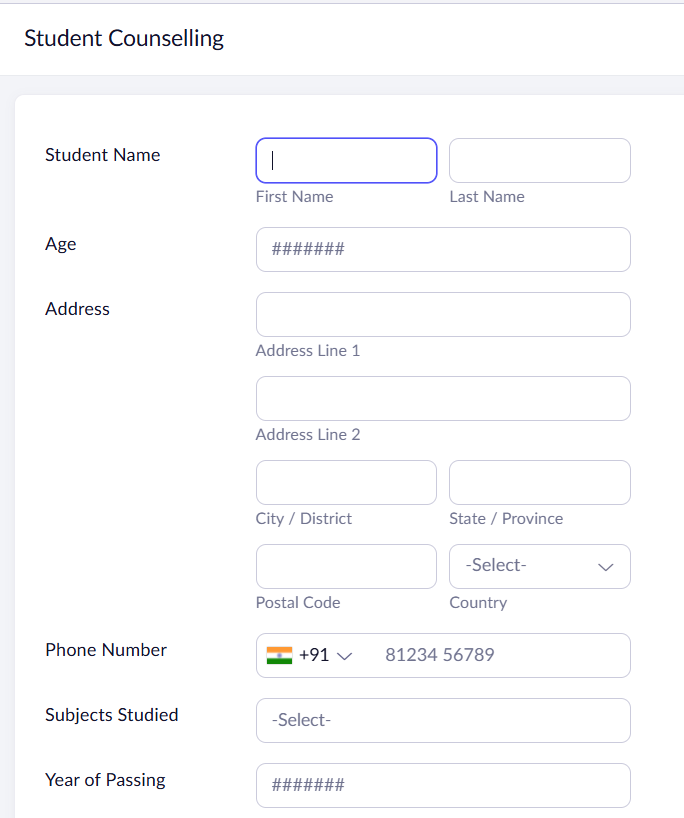 Student Counselling
Student Name
First Name Last Name
Age #######
Address
Address Line 1
Address Line 2
City / District State / Province
-Select-
Postal Code Country
Phone Number +91 81234 56789
Subjects Studied -Select-
Year of Passing #######